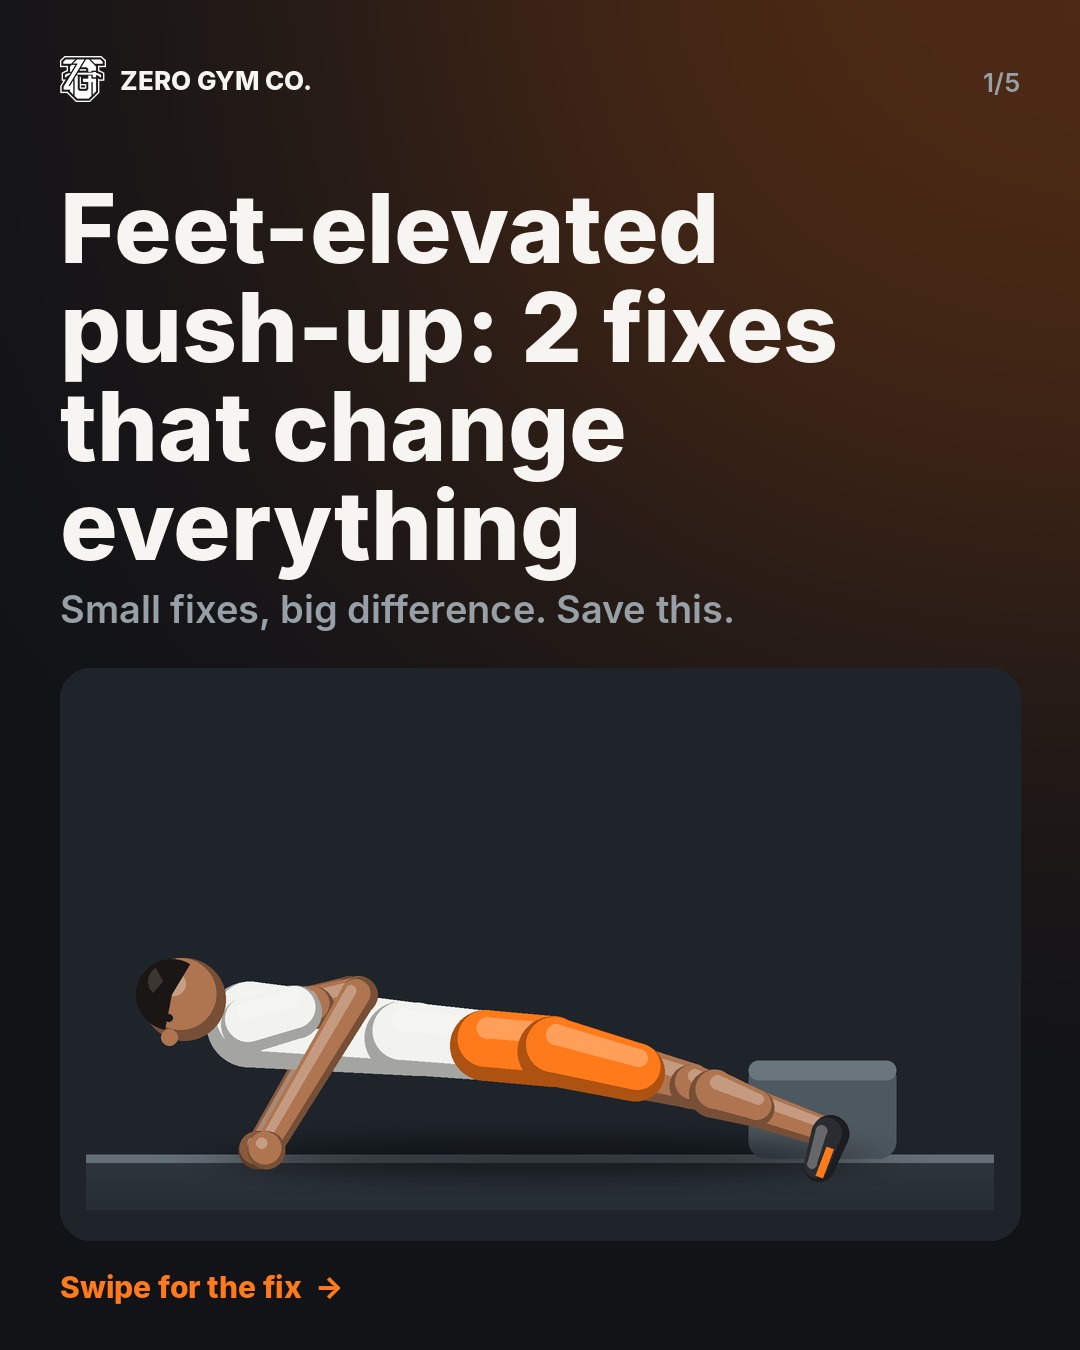 ZERO GYM CO.
1/5
Feet-elevated
push-up: 2 fixes
that change
everything
Small fixes, big difference. Save this.
Swipe for the fix →